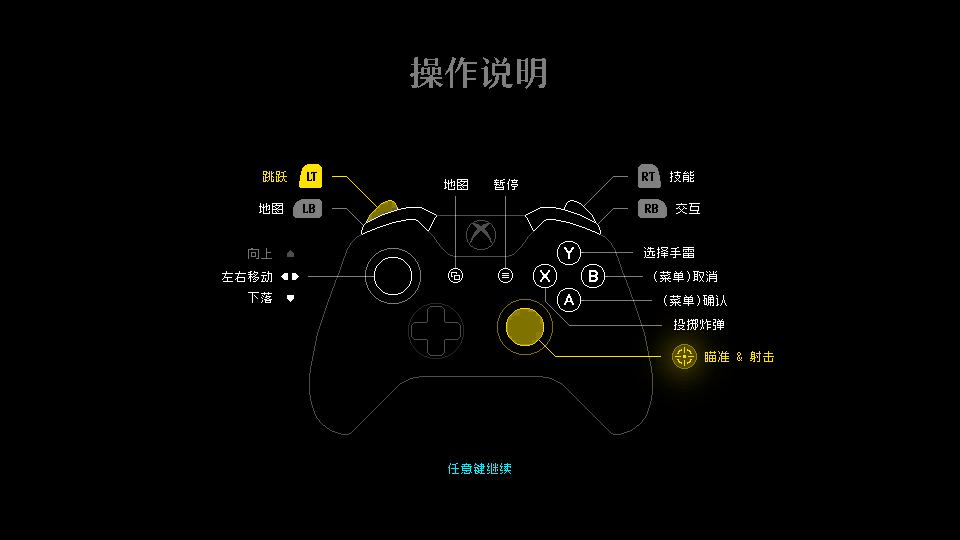 操作说明
跳跃 LT
地图 暂停
RT 技能
地图 LB
RB 交互
向上
Y 选择手雷
左右移动
X B (菜单)取消
下落
A (菜单)确认
投掷炸弹
瞄准 & 射击
任意键继续